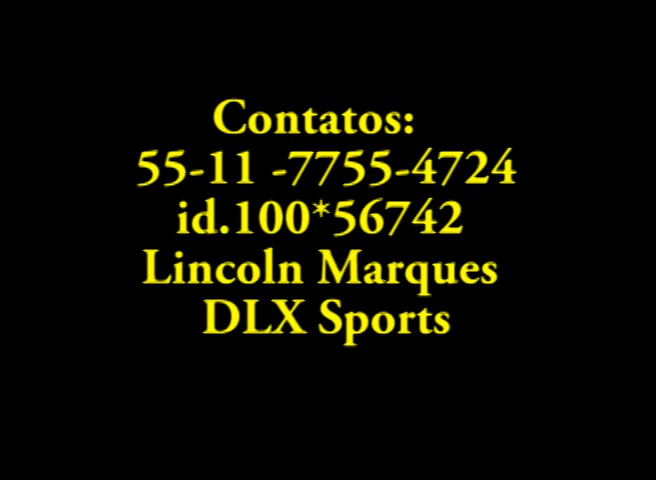 Contatos:
55-11 -7755-4724
id.100*56742
Lincoln Marques
DLX Sports